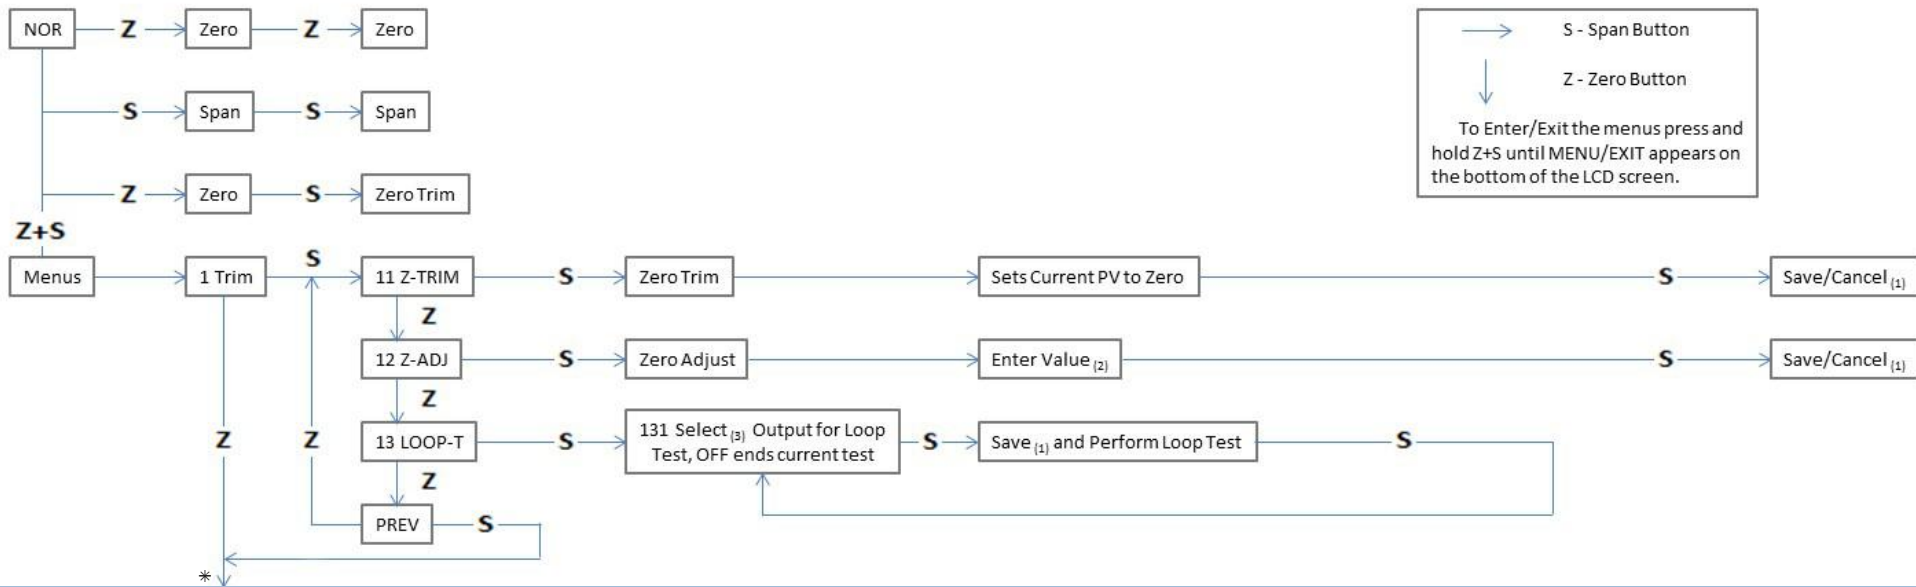 NOR Z Zero Z Zero
S - Span Button
Z - Zero Button
To Enter/Exit the menus press and
hold Z+S until MENU/EXIT appears on
the bottom of the LCD screen.
S Span S Span
Z Zero S Zero Trim
Z+S
Menus 1 Trim S 11 Z-TRIM S Zero Trim Sets Current PV to Zero S Save/Cancel (1)
Z
12 Z-ADJ S Zero Adjust Enter Value (2) S Save/Cancel (1)
Z
Z Z 13 LOOP-T S 131 Select (3) Output for Loop
Test, OFF ends current test
S Save (1) and Perform Loop Test S
Z
PREV S
*